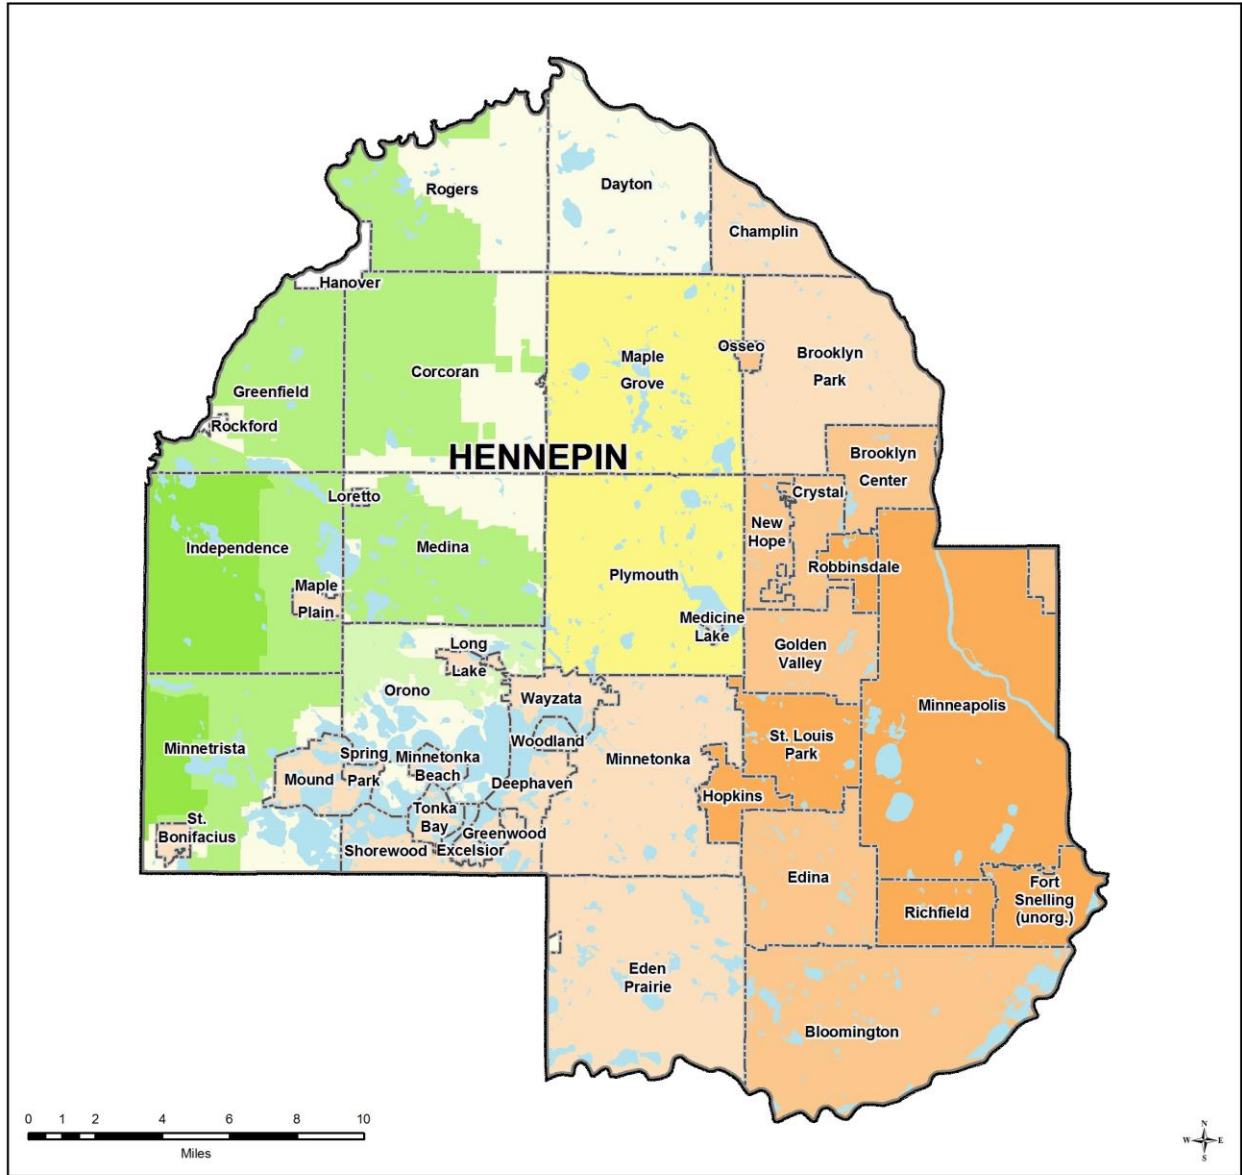 Rogers
Dayton
Champlin
Hanover
Corcoran
Maple
Grove
Osseo
Brooklyn
Park
Greenfield
Rockford
HENNEPIN
Brooklyn
Center
Loretto
Crystal
New
Hope
Independence
Medina
Plymouth
Robbinsdale
Maple
Plain
Medicine
Lake
Golden
Valley
Long
Lake
Orono
Wayzata
Minneapolis
Minnetrista
Spring
Park
Minnetonka
Beach
Woodland
Minnetonka
St. Louis
Park
Mound
Deephaven
Hopkins
Tonka
Bay
St.
Bonifacius
Greenwood
Shorewood
Excelsior
Edina
Richfield
Fort
Snelling
(unorg.)
Eden
Prairie
Bloomington
0 1 2 4 6 8 10
Miles
N
W E
S